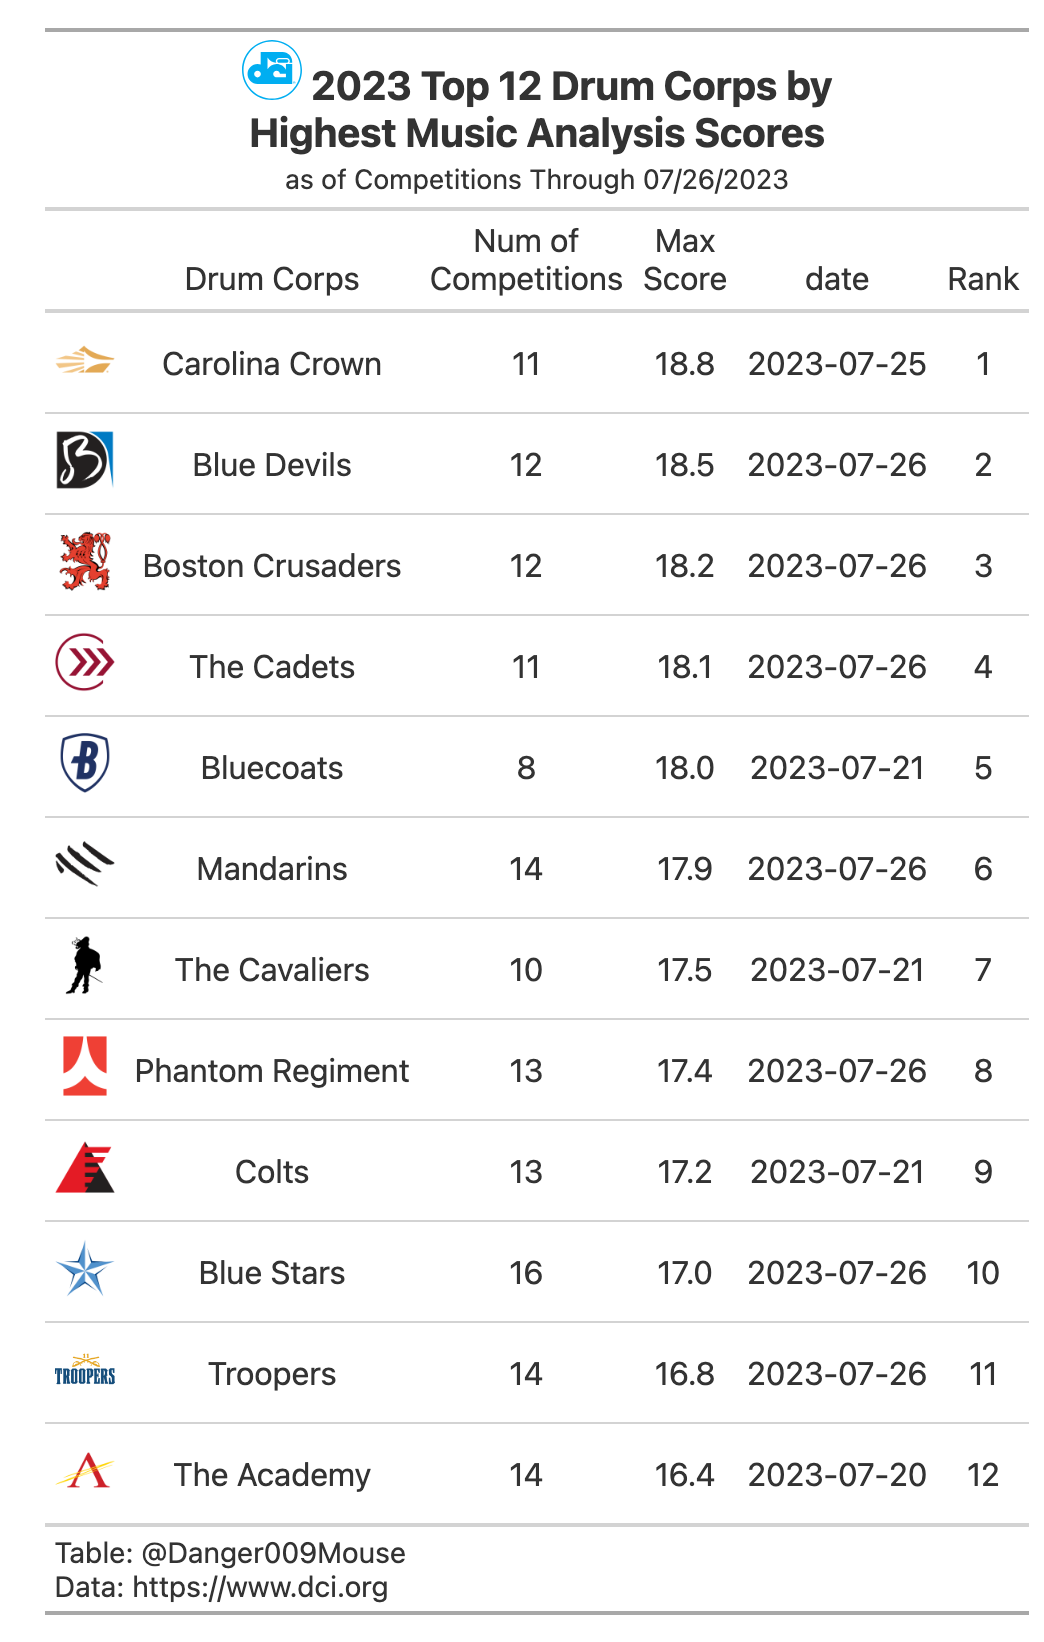 dci 2023 Top 12 Drum Corps by
Highest Music Analysis Scores
as of Competitions Through 07/26/2023
Drum Corps Num of Competitions Max Score date Rank
Carolina Crown 11 18.8 2023-07-25 1
B Blue Devils 12 18.5 2023-07-26 2
Boston Crusaders 12 18.2 2023-07-26 3
The Cadets 11 18.1 2023-07-26 4
B Bluecoats 8 18.0 2023-07-21 5
Mandarins 14 17.9 2023-07-26 6
The Cavaliers 10 17.5 2023-07-21 7
Phantom Regiment 13 17.4 2023-07-26 8
Colts 13 17.2 2023-07-21 9
Blue Stars 16 17.0 2023-07-26 10
TROOPERS Troopers 14 16.8 2023-07-26 11
A The Academy 14 16.4 2023-07-20 12
Table: @Danger009Mouse
Data: https://www.dci.org